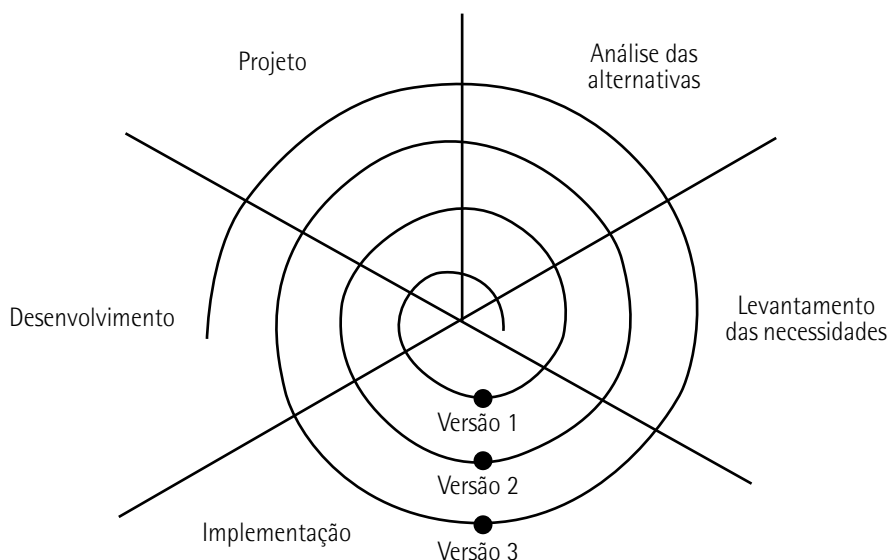 Projeto
Análise das
alternativas
Desenvolvimento
Levantamento
das necessidades
Versão 1
Versão 2
Implementação
Versão 3